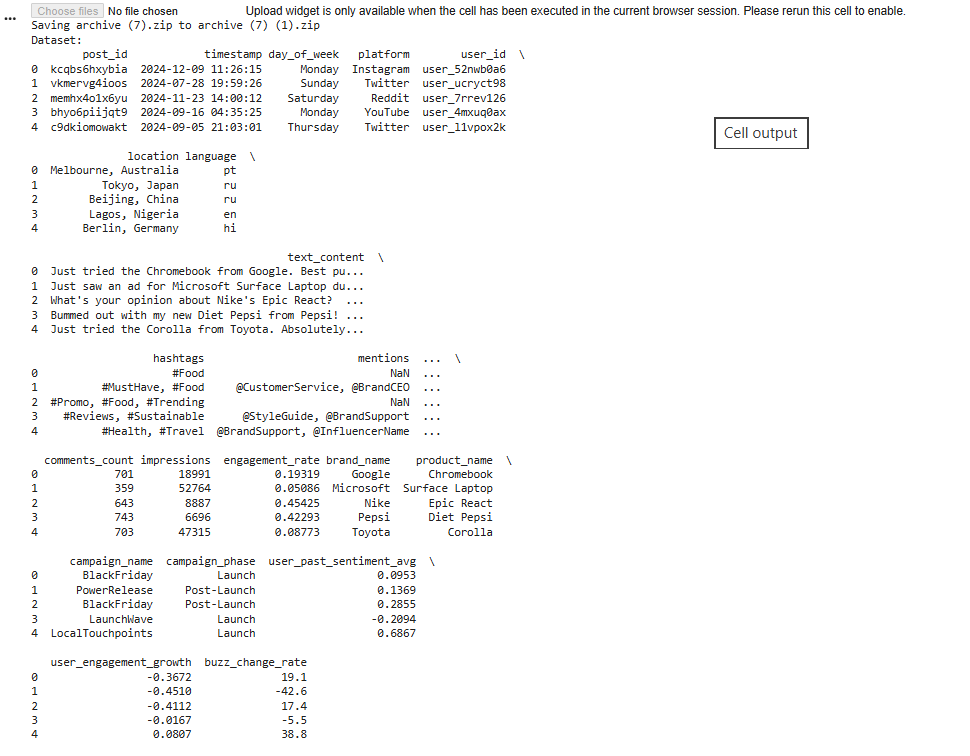 ... Choose files No file chosen Upload widget is only available when the cell has been executed in the current browser session. Please rerun this cell to enable.
Saving archive (7).zip to archive (7) (1).zip
Dataset:
post_id timestamp day_of_week platform user_id \
0 kcqbs6hxybia 2024-12-09 11:26:15 Monday Instagram user_52nwb0a6
1 vkmervg4ioos 2024-07-28 19:59:26 Sunday Twitter user_ucryct98
2 memhx4o1x6yu 2024-11-23 14:00:12 Saturday Reddit user_7rrev126
3 bhyo6piijqt9 2024-09-16 04:35:25 Monday YouTube user_4mxuq0ax
4 c9dkiomowakt 2024-09-05 21:03:01 Thursday Twitter user_l1vpox2k
Cell output
location language \
0 Melbourne, Australia pt
1 Tokyo, Japan ru
2 Beijing, China ru
3 Lagos, Nigeria en
4 Berlin, Germany hi
text_content \
0 Just tried the Chromebook from Google. Best pu...
1 Just saw an ad for Microsoft Surface Laptop du...
2 What's your opinion about Nike's Epic React? ...
3 Bummed out with my new Diet Pepsi from Pepsi! ...
4 Just tried the Corolla from Toyota. Absolutely...
hashtags mentions ... \
0 #Food NaN ...
1 #MustHave, #Food @CustomerService, @BrandCEO ...
2 #Promo, #Food, #Trending NaN ...
3 #Reviews, #Sustainable @StyleGuide, @BrandSupport ...
4 #Health, #Travel @BrandSupport, @InfluencerName ...
comments_count impressions engagement_rate brand_name product_name \
0 701 18991 0.19319 Google Chromebook
1 359 52764 0.05086 Microsoft Surface Laptop
2 643 8887 0.45425 Nike Epic React
3 743 6696 0.42293 Pepsi Diet Pepsi
4 703 47315 0.08773 Toyota Corolla
campaign_name campaign_phase user_past_sentiment_avg \
0 BlackFriday Launch 0.0953
1 PowerRelease Post-Launch 0.1369
2 BlackFriday Post-Launch 0.2855
3 LaunchWave Launch -0.2094
4 LocalTouchpoints Launch 0.6867
user_engagement_growth buzz_change_rate
0 -0.3672 19.1
1 -0.4510 -42.6
2 -0.4112 17.4
3 -0.0167 -5.5
4 0.0807 38.8